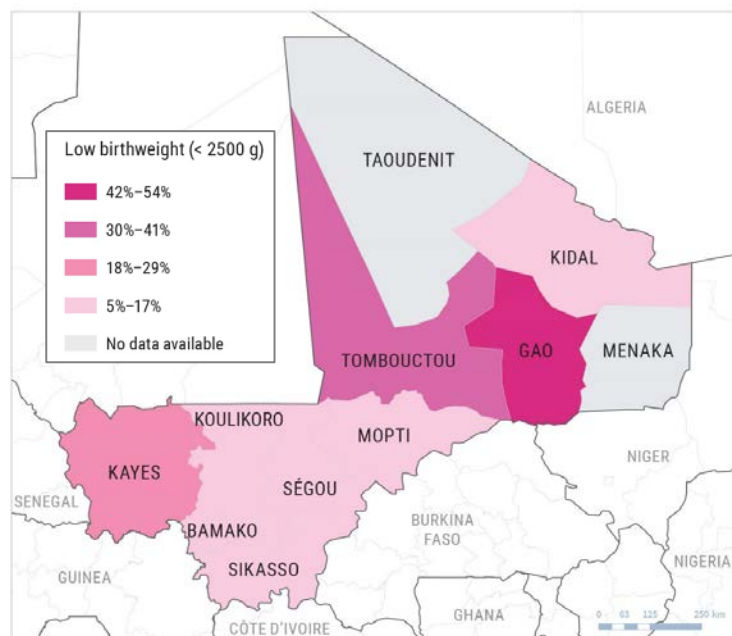 ALGERIA
TAOUDENIT
Low birthweight (< 2500 g)
42%–54%
30%–41%
18%–29%
5%–17%
No data available
KIDAL
TOMBOUCTOU
GAO
MENAKA
KOULIKORO
MOPTI
KAYES
NIGER
SÉGOU
SENEGAL
BURKINA
FASO
BAMAKO
NIGERIA
SIKASSO
GUINEA
GHANA
CÔTE D'IVOIRE
0 63 125 250 km